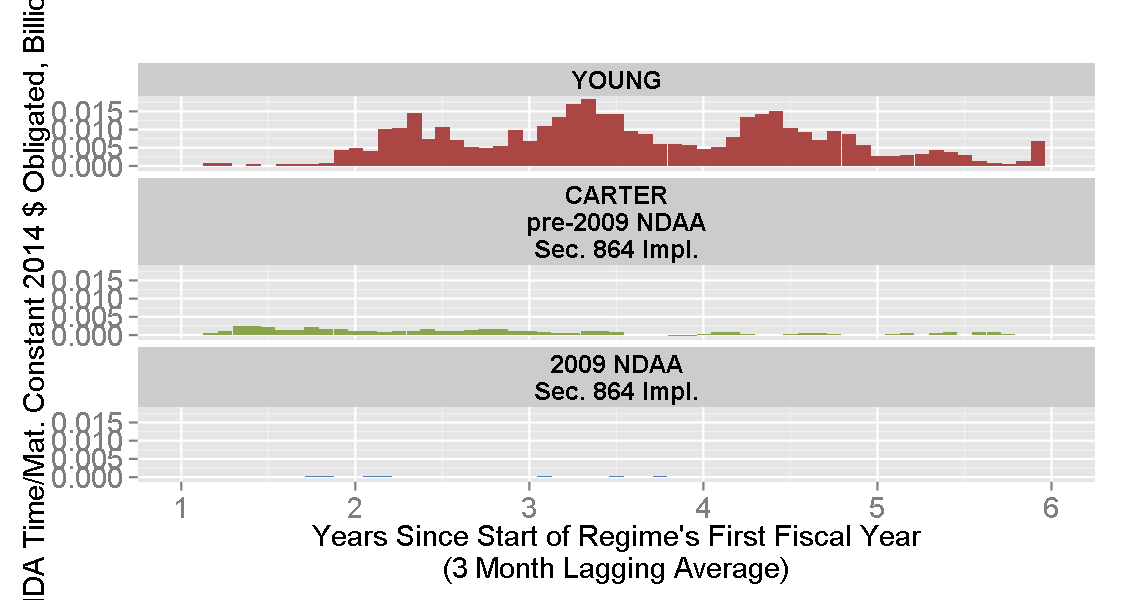 NDA Time/Mat. Constant 2014 $ Obligated, Billio
YOUNG
0.015
0.010
0.005
0.000
CARTER
pre-2009 NDAA
Sec. 864 Impl.
0.015
0.010
0.005
0.000
2009 NDAA
Sec. 864 Impl.
0.015
0.010
0.005
0.000
1 2 3 4 5 6
Years Since Start of Regime's First Fiscal Year
(3 Month Lagging Average)